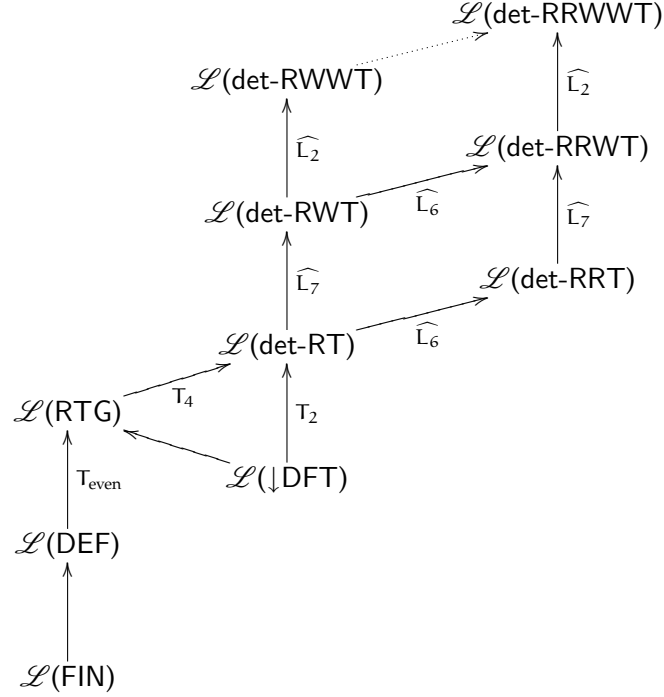 ℒ(det-RRWWT)
ℒ(det-RWWT)
L̂₂
L̂₂
ℒ(det-RRWT)
ℒ(det-RWT)
L̂₆
L̂₇
L̂₇
ℒ(det-RRT)
ℒ(det-RT)
L̂₆
T₄
ℒ(RTG)
T₂
T_even
ℒ(↓DFT)
ℒ(DEF)
ℒ(FIN)